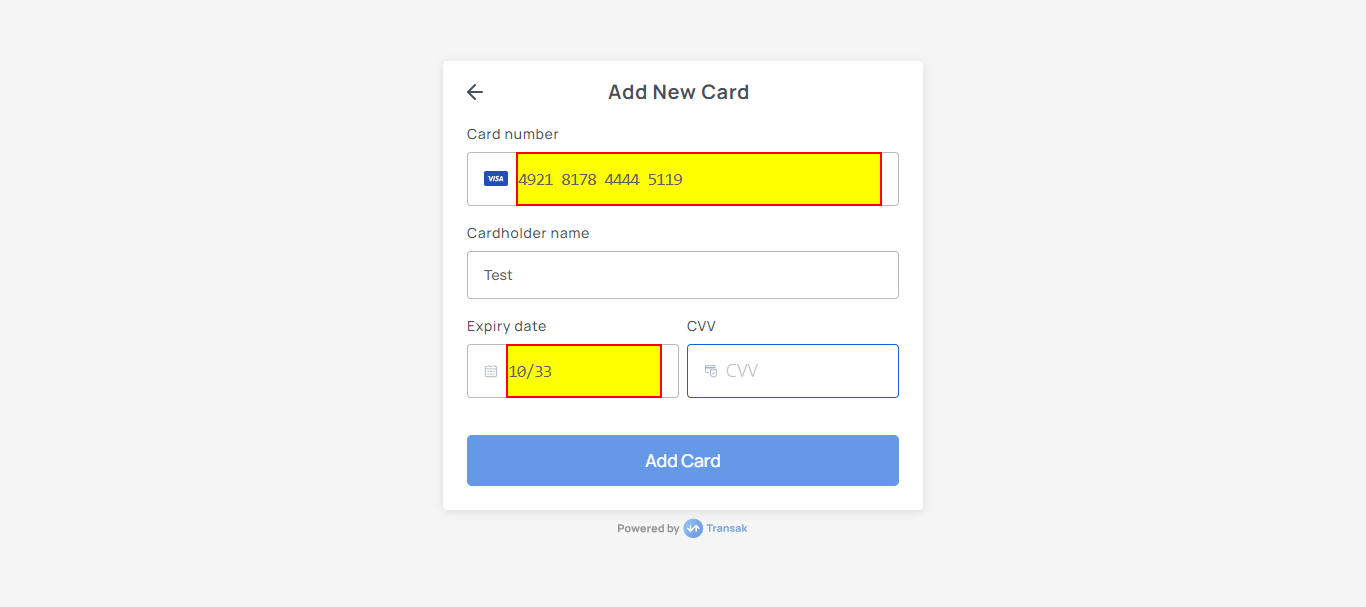 Add New Card
Card number
VISA 4921 8178 4444 5119
Cardholder name
Test
Expiry date CVV
10/33 CVV
Add Card
Powered by Transak